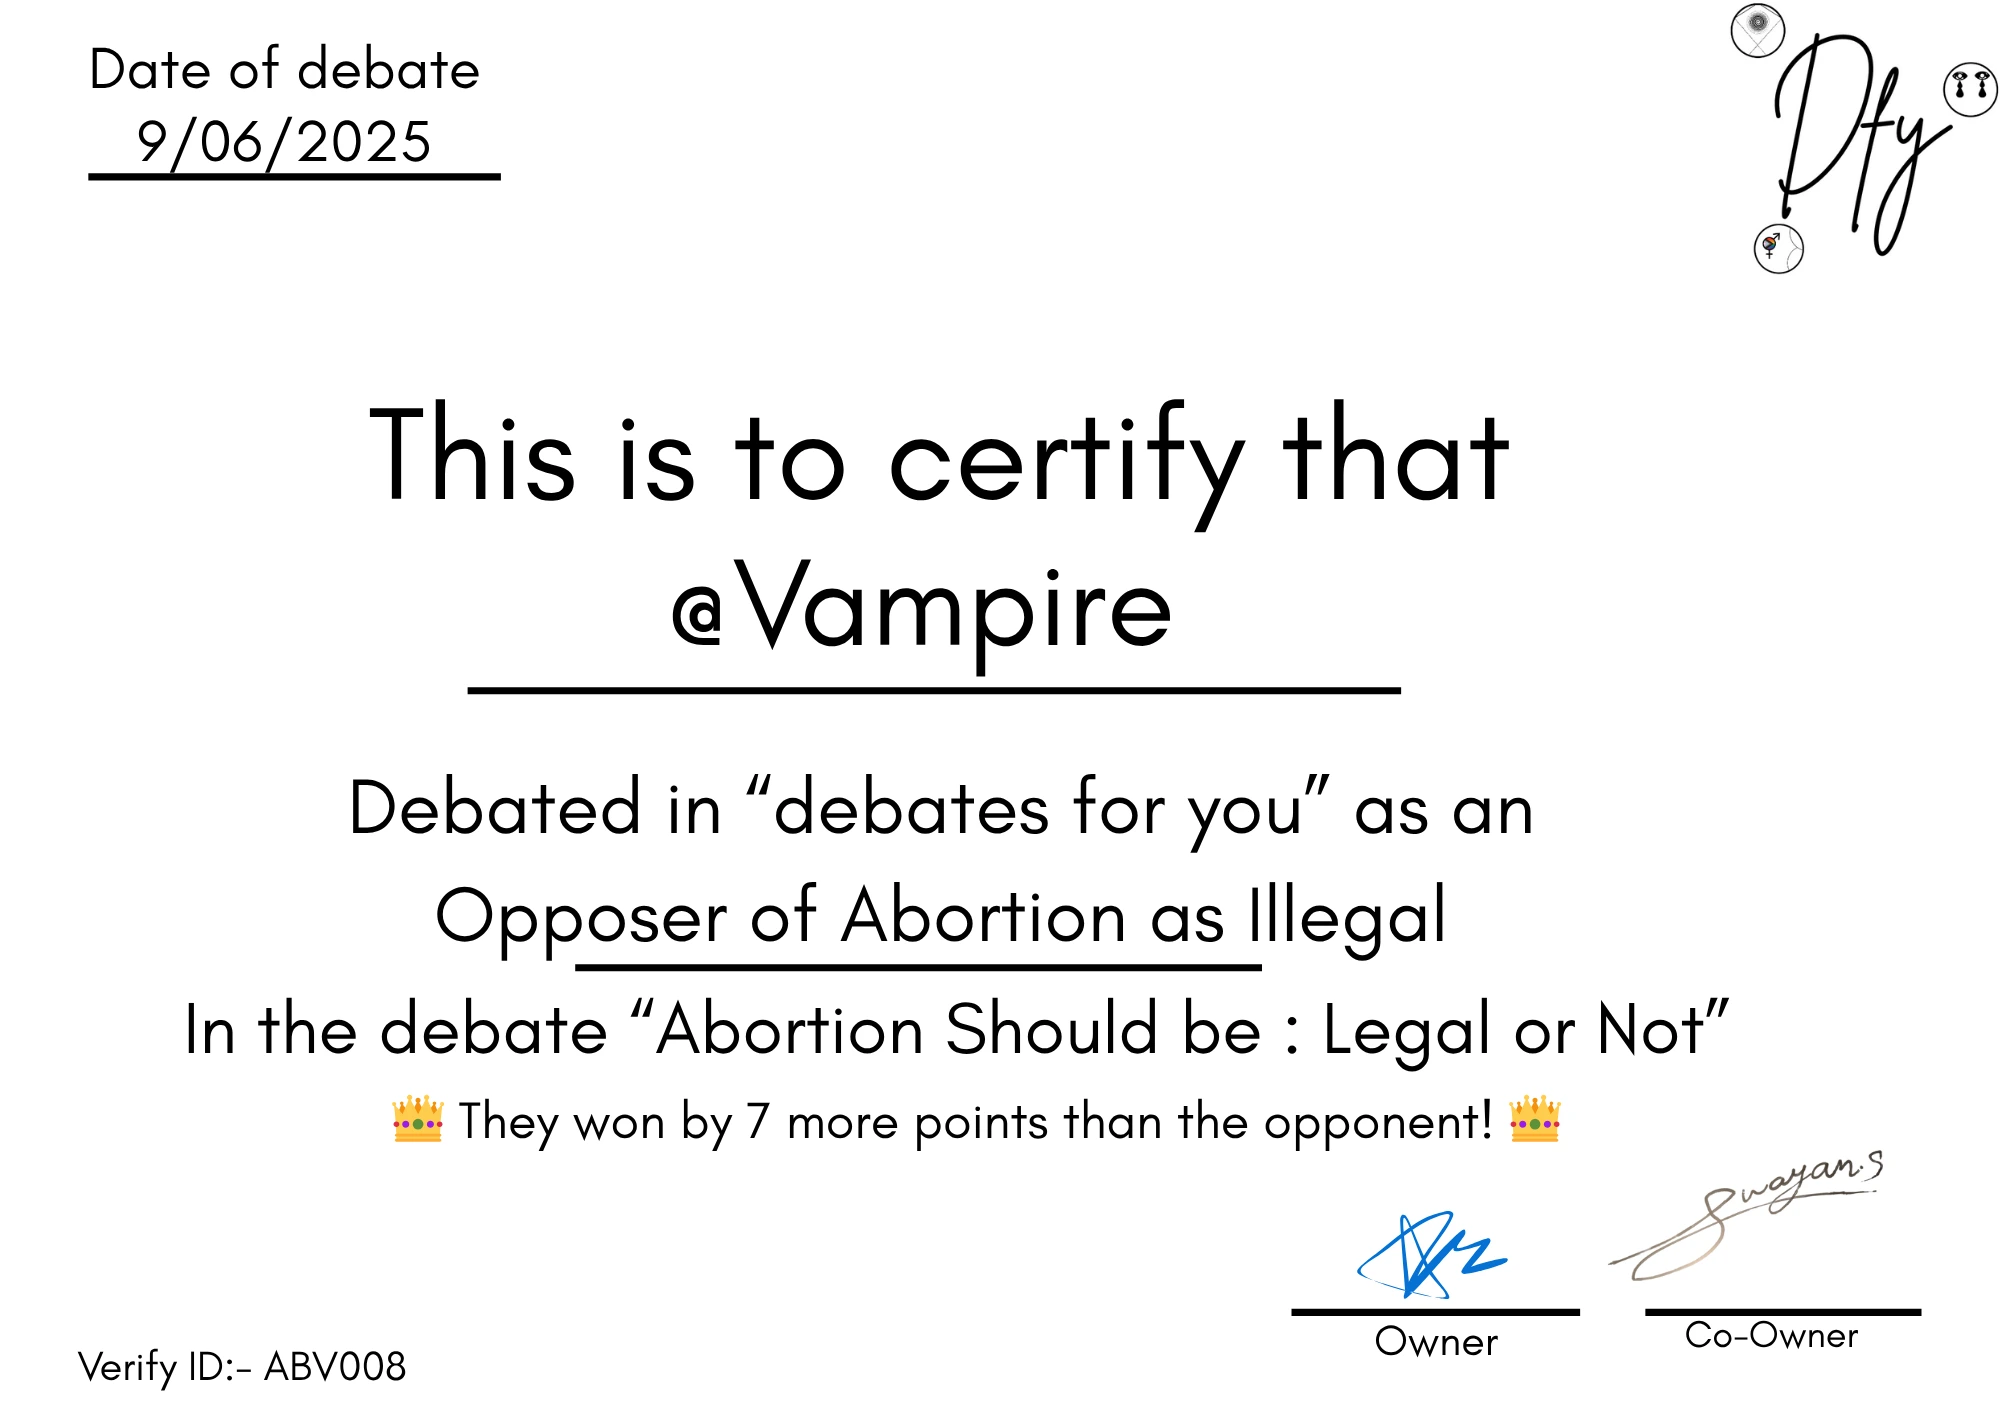 Date of debate
9/06/2025
Dfy
This is to certify that
@Vampire
Debated in “debates for you” as an
Opposer of Abortion as Illegal
In the debate “Abortion Should be : Legal or Not”
👑 They won by 7 more points than the opponent! 👑
Swayan.S
Owner
Co-Owner
Verify ID:- ABV008